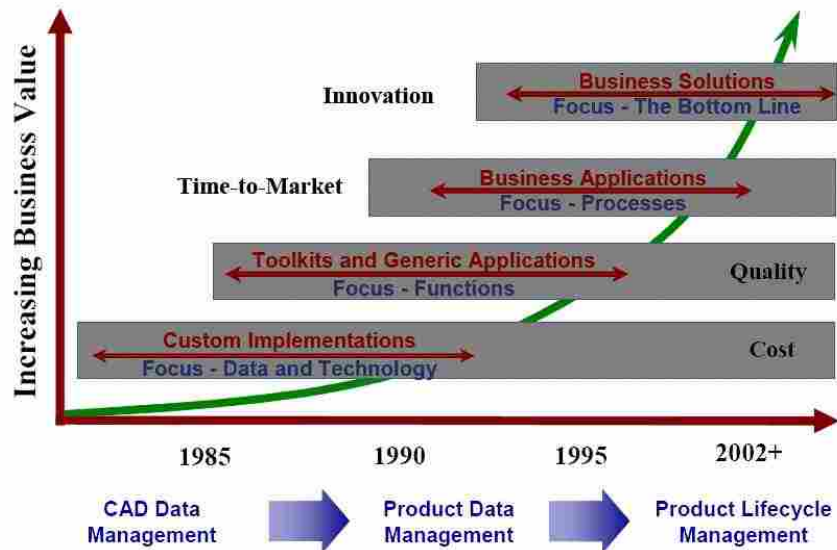 Increasing Business Value
Innovation
Business Solutions
Focus - The Bottom Line
Time-to-Market
Business Applications
Focus - Processes
Toolkits and Generic Applications
Focus - Functions
Quality
Custom Implementations
Focus - Data and Technology
Cost
1985
1990
1995
2002+
CAD Data
Management
Product Data
Management
Product Lifecycle
Management